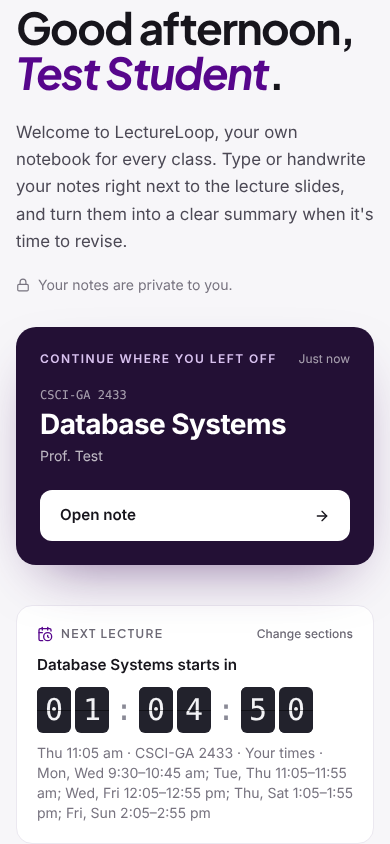 Good afternoon,
Test Student.
Welcome to LectureLoop, your own
notebook for every class. Type or handwrite
your notes right next to the lecture slides,
and turn them into a clear summary when it's
time to revise.
Your notes are private to you.
CONTINUE WHERE YOU LEFT OFF Just now
CSCI-GA 2433
Database Systems
Prof. Test
Open note →
NEXT LECTURE Change sections
Database Systems starts in
01:04:50
Thu 11:05 am · CSCI-GA 2433 · Your times ·
Mon, Wed 9:30–10:45 am; Tue, Thu 11:05–11:55
am; Wed, Fri 12:05–12:55 pm; Thu, Sat 1:05–1:55
pm; Fri, Sun 2:05–2:55 pm